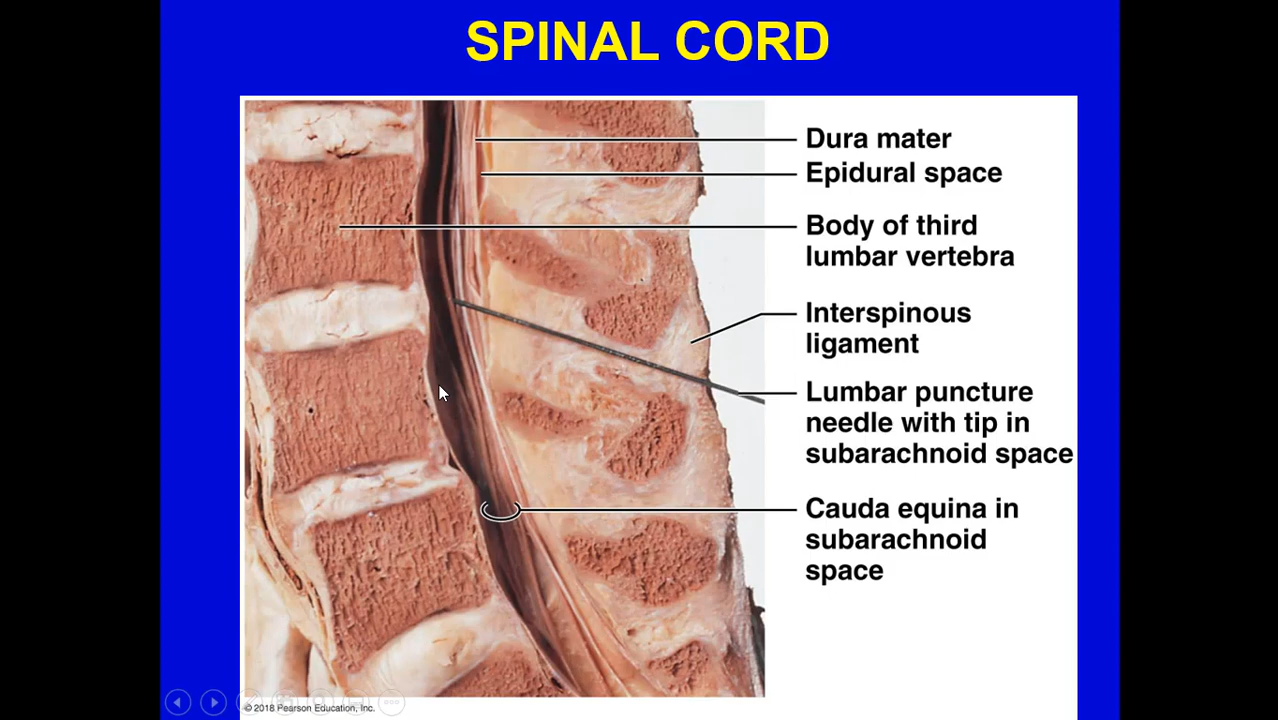 SPINAL CORD
Dura mater
Epidural space
Body of third
lumbar vertebra
Interspinous
ligament
Lumbar puncture
needle with tip in
subarachnoid space
Cauda equina in
subarachnoid
space
© 2018 Pearson Education, Inc.